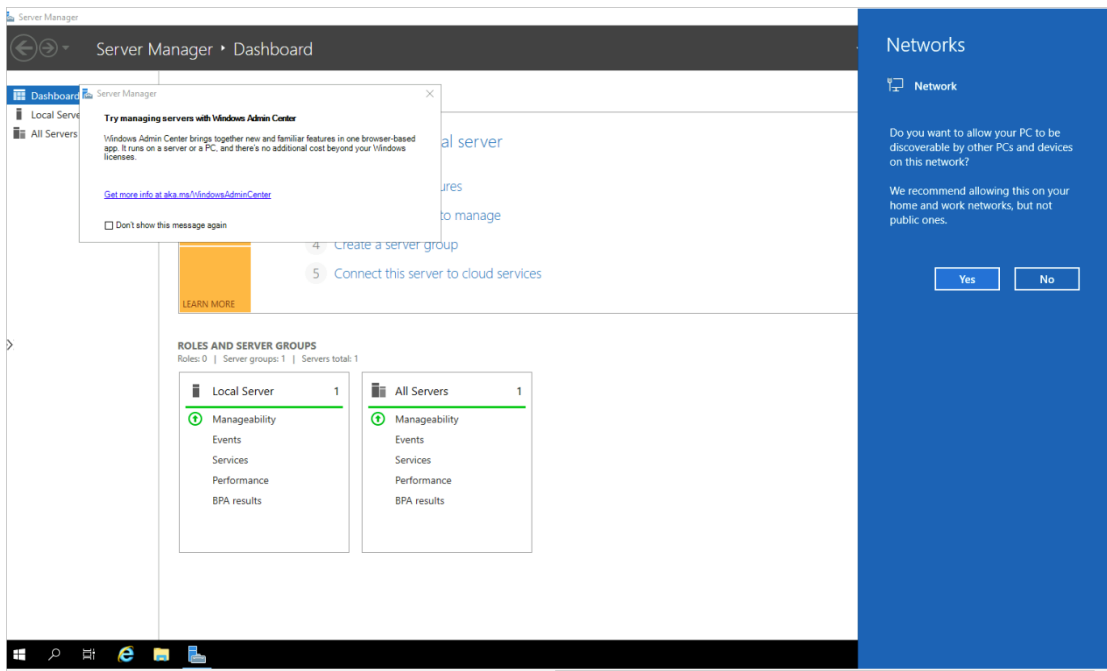 Server Manager
Server Manager • Dashboard
Dashboard
Local Serve
All Servers
Server Manager
Try managing servers with Windows Admin Center
Windows Admin Center brings together new and familiar features in one browser-based
app. It runs on a server or a PC, and there's no additional cost beyond your Windows
licenses.
Get more info at aka.ms/WindowsAdminCenter
Don't show this message again
al server
ures
to manage
4 Create a server group
5 Connect this server to cloud services
LEARN MORE
ROLES AND SERVER GROUPS
Roles: 0 | Server groups: 1 | Servers total: 1
Local Server 1
Manageability
Events
Services
Performance
BPA results
All Servers 1
Manageability
Events
Services
Performance
BPA results
Networks
Network
Do you want to allow your PC to be
discoverable by other PCs and devices
on this network?
We recommend allowing this on your
home and work networks, but not
public ones.
Yes No